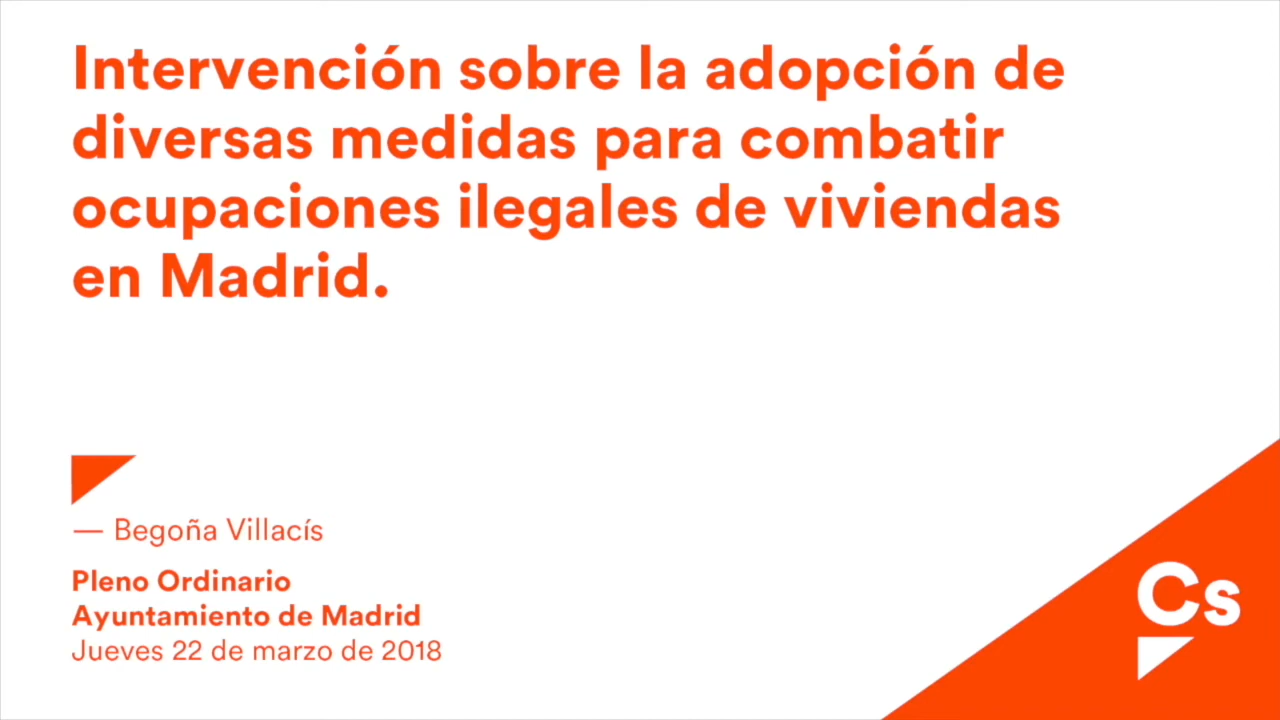 Intervención sobre la adopción de
diversas medidas para combatir
ocupaciones ilegales de viviendas
en Madrid.
— Begoña Villacís
Pleno Ordinario
Ayuntamiento de Madrid
Jueves 22 de marzo de 2018
Cs